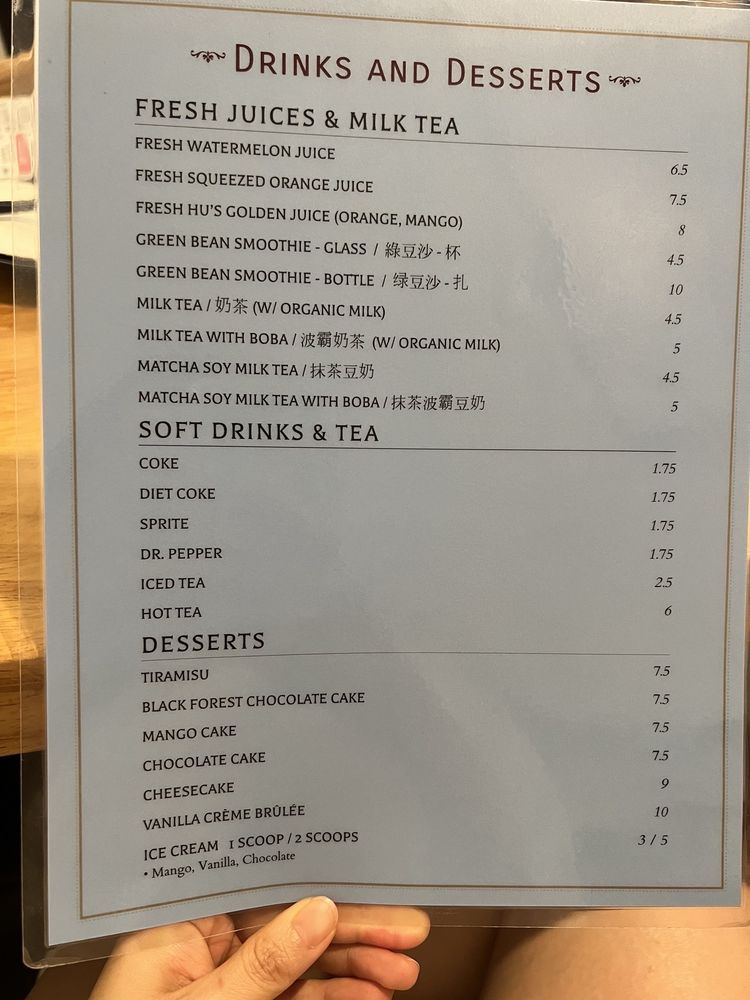 DRINKS AND DESSERTS
FRESH JUICES & MILK TEA
FRESH WATERMELON JUICE 6.5
FRESH SQUEEZED ORANGE JUICE 7.5
FRESH HU'S GOLDEN JUICE (ORANGE, MANGO) 8
GREEN BEAN SMOOTHIE - GLASS / 綠豆沙 - 杯 4.5
GREEN BEAN SMOOTHIE - BOTTLE / 绿豆沙 - 扎 10
MILK TEA / 奶茶 (W/ ORGANIC MILK) 4.5
MILK TEA WITH BOBA / 波霸奶茶 (W/ ORGANIC MILK) 5
MATCHA SOY MILK TEA / 抹茶豆奶 4.5
MATCHA SOY MILK TEA WITH BOBA / 抹茶波霸豆奶 5
SOFT DRINKS & TEA
COKE 1.75
DIET COKE 1.75
SPRITE 1.75
DR. PEPPER 1.75
ICED TEA 2.5
HOT TEA 6
DESSERTS
TIRAMISU 7.5
BLACK FOREST CHOCOLATE CAKE 7.5
MANGO CAKE 7.5
CHOCOLATE CAKE 7.5
CHEESECAKE 9
VANILLA CRÈME BRÛLÉE 10
ICE CREAM 1 SCOOP / 2 SCOOPS 3 / 5
• Mango, Vanilla, Chocolate